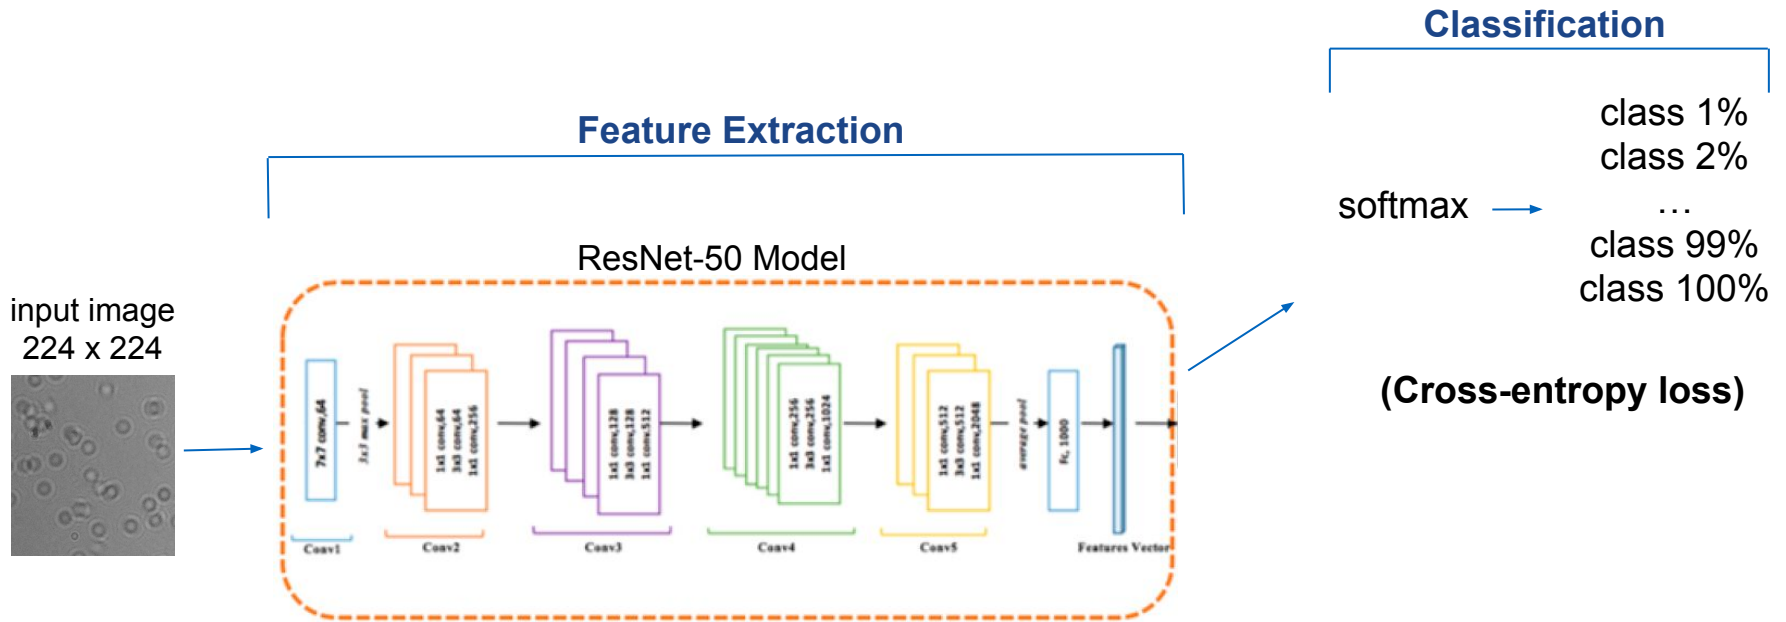 Classification
Feature Extraction
class 1%
class 2%
...
class 99%
class 100%
softmax
(Cross-entropy loss)
ResNet-50 Model
input image
224 x 224
7x7 conv,64
3x3 max pool
1x1 conv,64
3x3 conv,64
1x1 conv,256
1x1 conv,128
3x3 conv,128
1x1 conv,512
1x1 conv,256
3x3 conv,256
1x1 conv,1024
1x1 conv,512
3x3 conv,512
1x1 conv,2048
average pool
Fc, 1000
Conv1
Conv2
Conv3
Conv4
Conv5
Features Vector